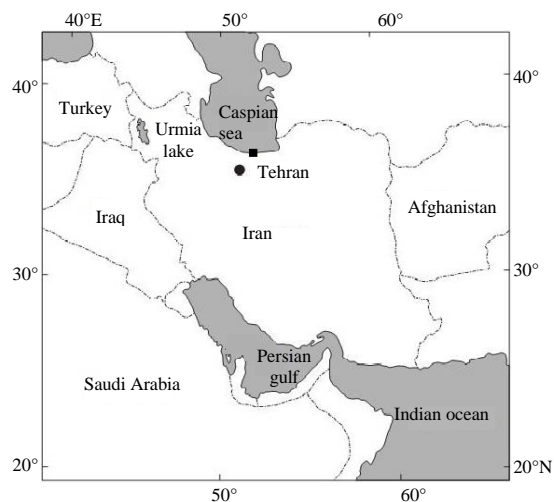 40°E
50°
60°
40°
40°
Turkey
Urmia
lake
Caspian
sea
Tehran
Iraq
Iran
Afghanistan
30°
30°
Persian
gulf
Saudi Arabia
Indian ocean
20°
20°N
50°
60°